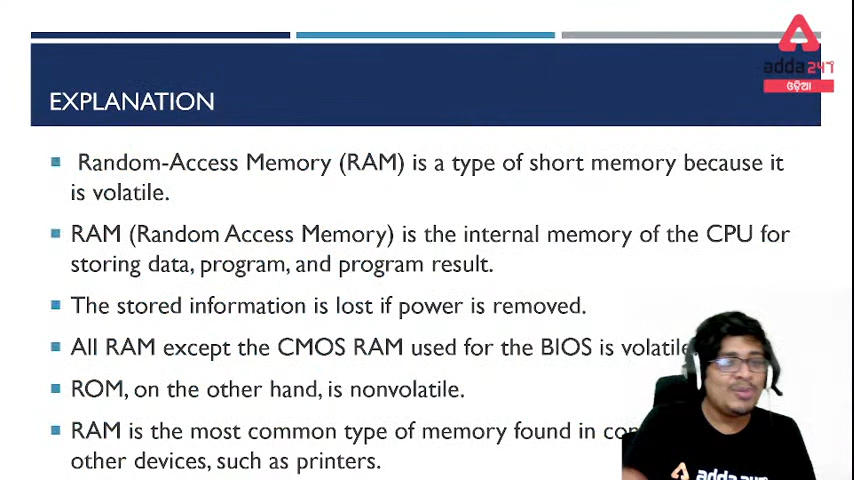 adda247
ଓଡ଼ିଆ
EXPLANATION
Random-Access Memory (RAM) is a type of short memory because it
is volatile.
RAM (Random Access Memory) is the internal memory of the CPU for
storing data, program, and program result.
The stored information is lost if power is removed.
All RAM except the CMOS RAM used for the BIOS is volatile
ROM, on the other hand, is nonvolatile.
RAM is the most common type of memory found in
other devices, such as printers.